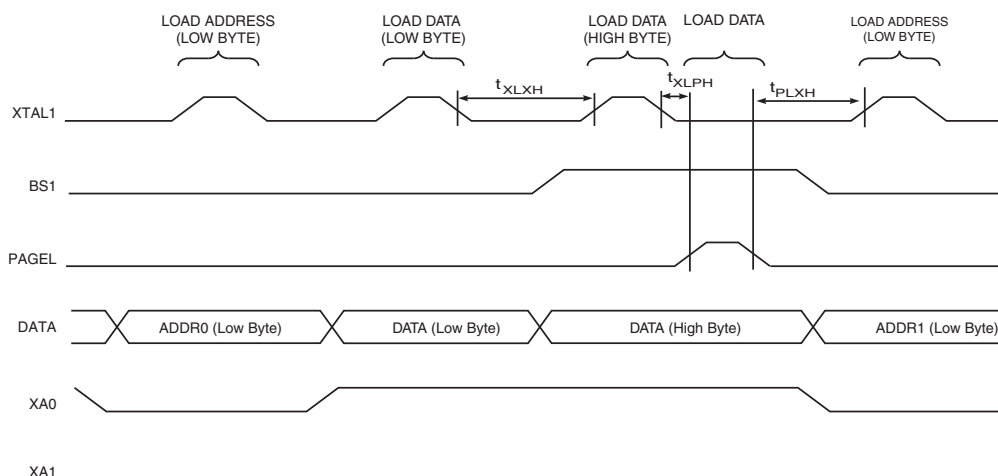 LOAD ADDRESS
(LOW BYTE)
LOAD DATA
(LOW BYTE)
LOAD DATA
(HIGH BYTE)
LOAD DATA
LOAD ADDRESS
(LOW BYTE)
tXLXH
tXLPH
tPLXH
XTAL1
BS1
PAGEL
DATA
ADDR0 (Low Byte)
DATA (Low Byte)
DATA (High Byte)
ADDR1 (Low Byte)
XA0
XA1